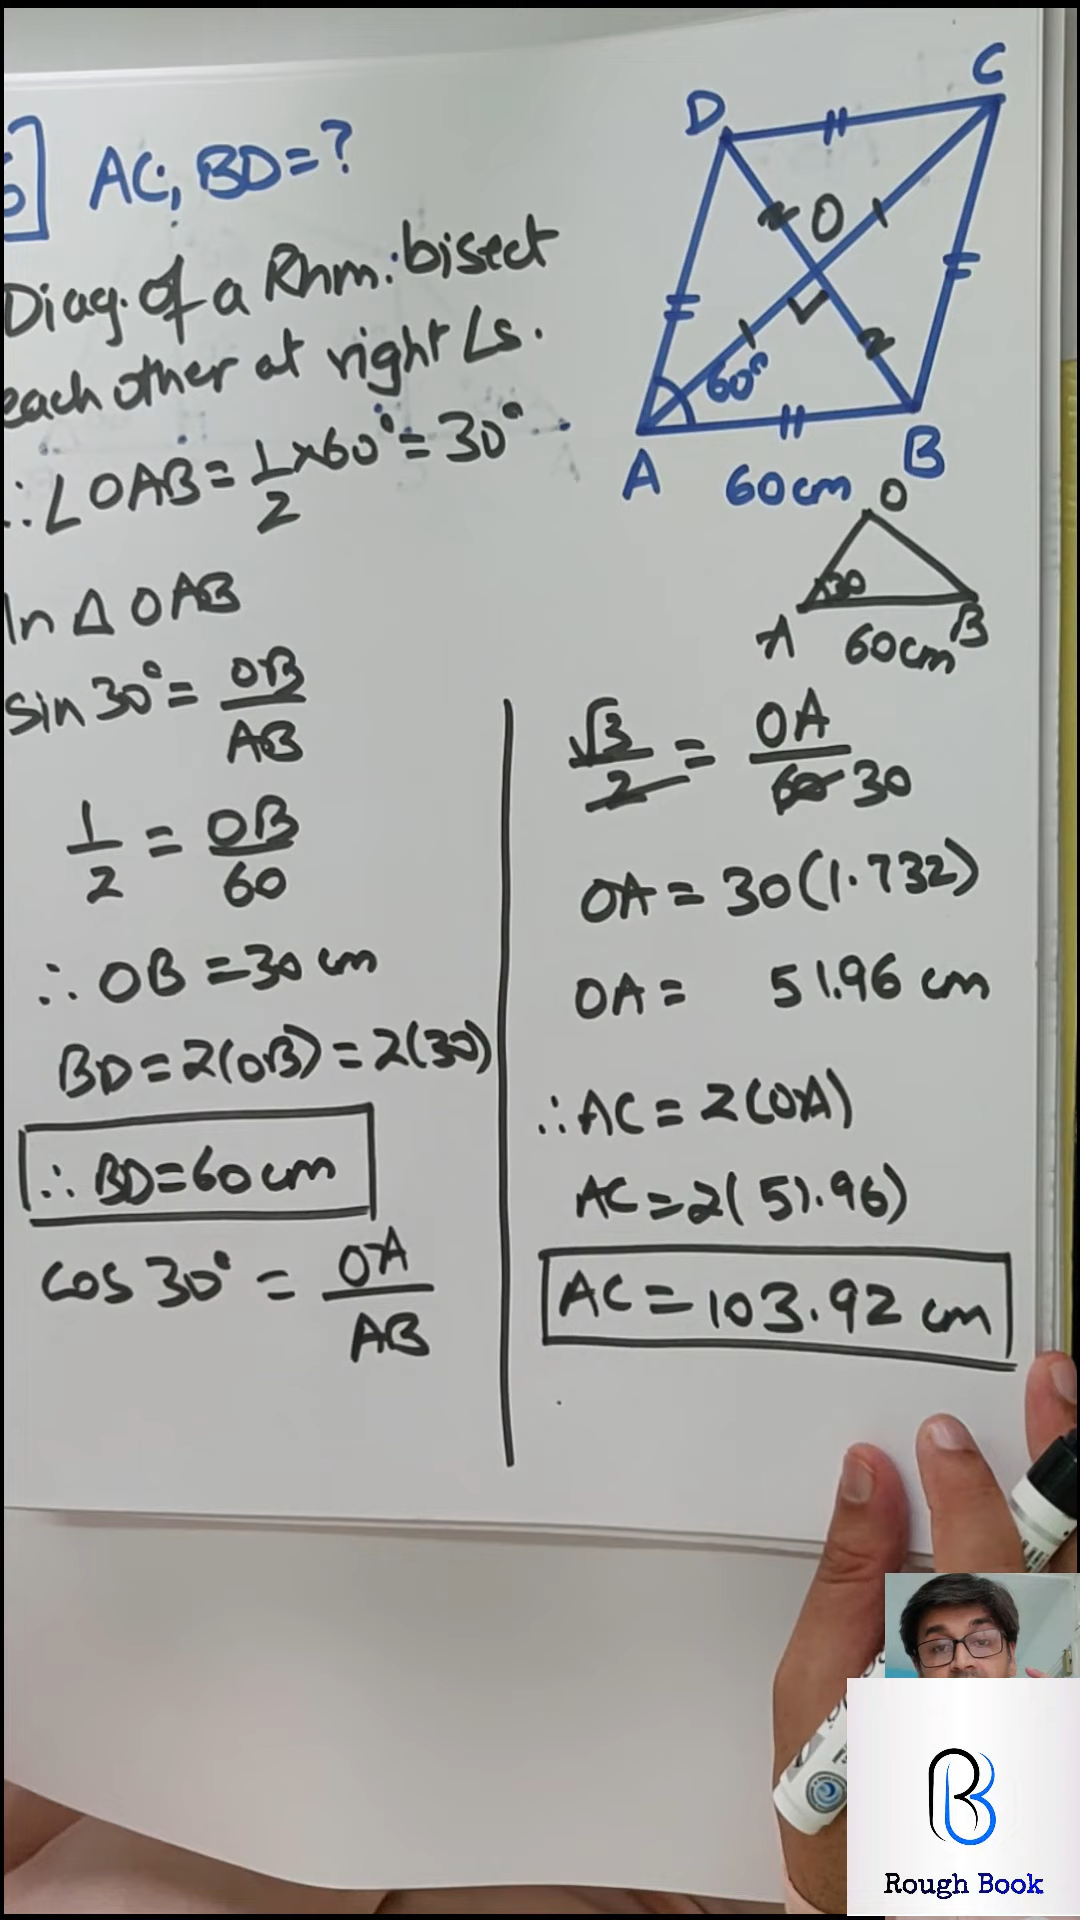 AC, BD=?
Diag. of a Rhm. bisect
each other at right ∠s.
∴ ∠OAB = 1/2 × 60° = 30°
In Δ OAB
sin 30° = OB/AB
1/2 = OB/60
∴ OB = 30 cm
BD = 2(OB) = 2(30)
∴ BD = 60 cm
cos 30° = OA/AB
D
C
O
60°
A
B
60cm
O
30
A
B
60cm
√3/2 = OA/60 30
OA = 30(1.732)
OA = 51.96 cm
∴ AC = 2(OA)
AC = 2(51.96)
AC = 103.92 cm
Rough Book